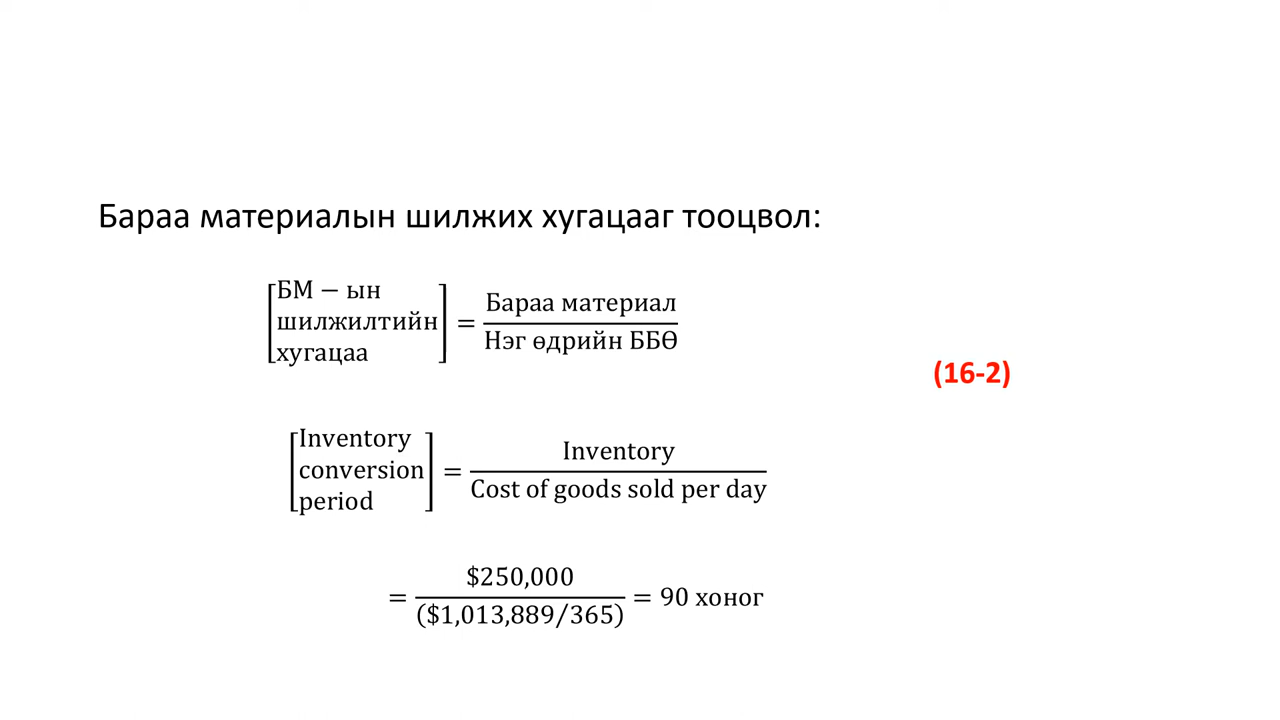 Бараа материалын шилжих хугацааг тооцвол:
[БМ − ын
шилжилтийн
хугацаа] = Бараа материал / Нэг өдрийн ББӨ
(16-2)
[Inventory
conversion
period] = Inventory / Cost of goods sold per day
= $250,000 / ($1,013,889/365) = 90 хоног